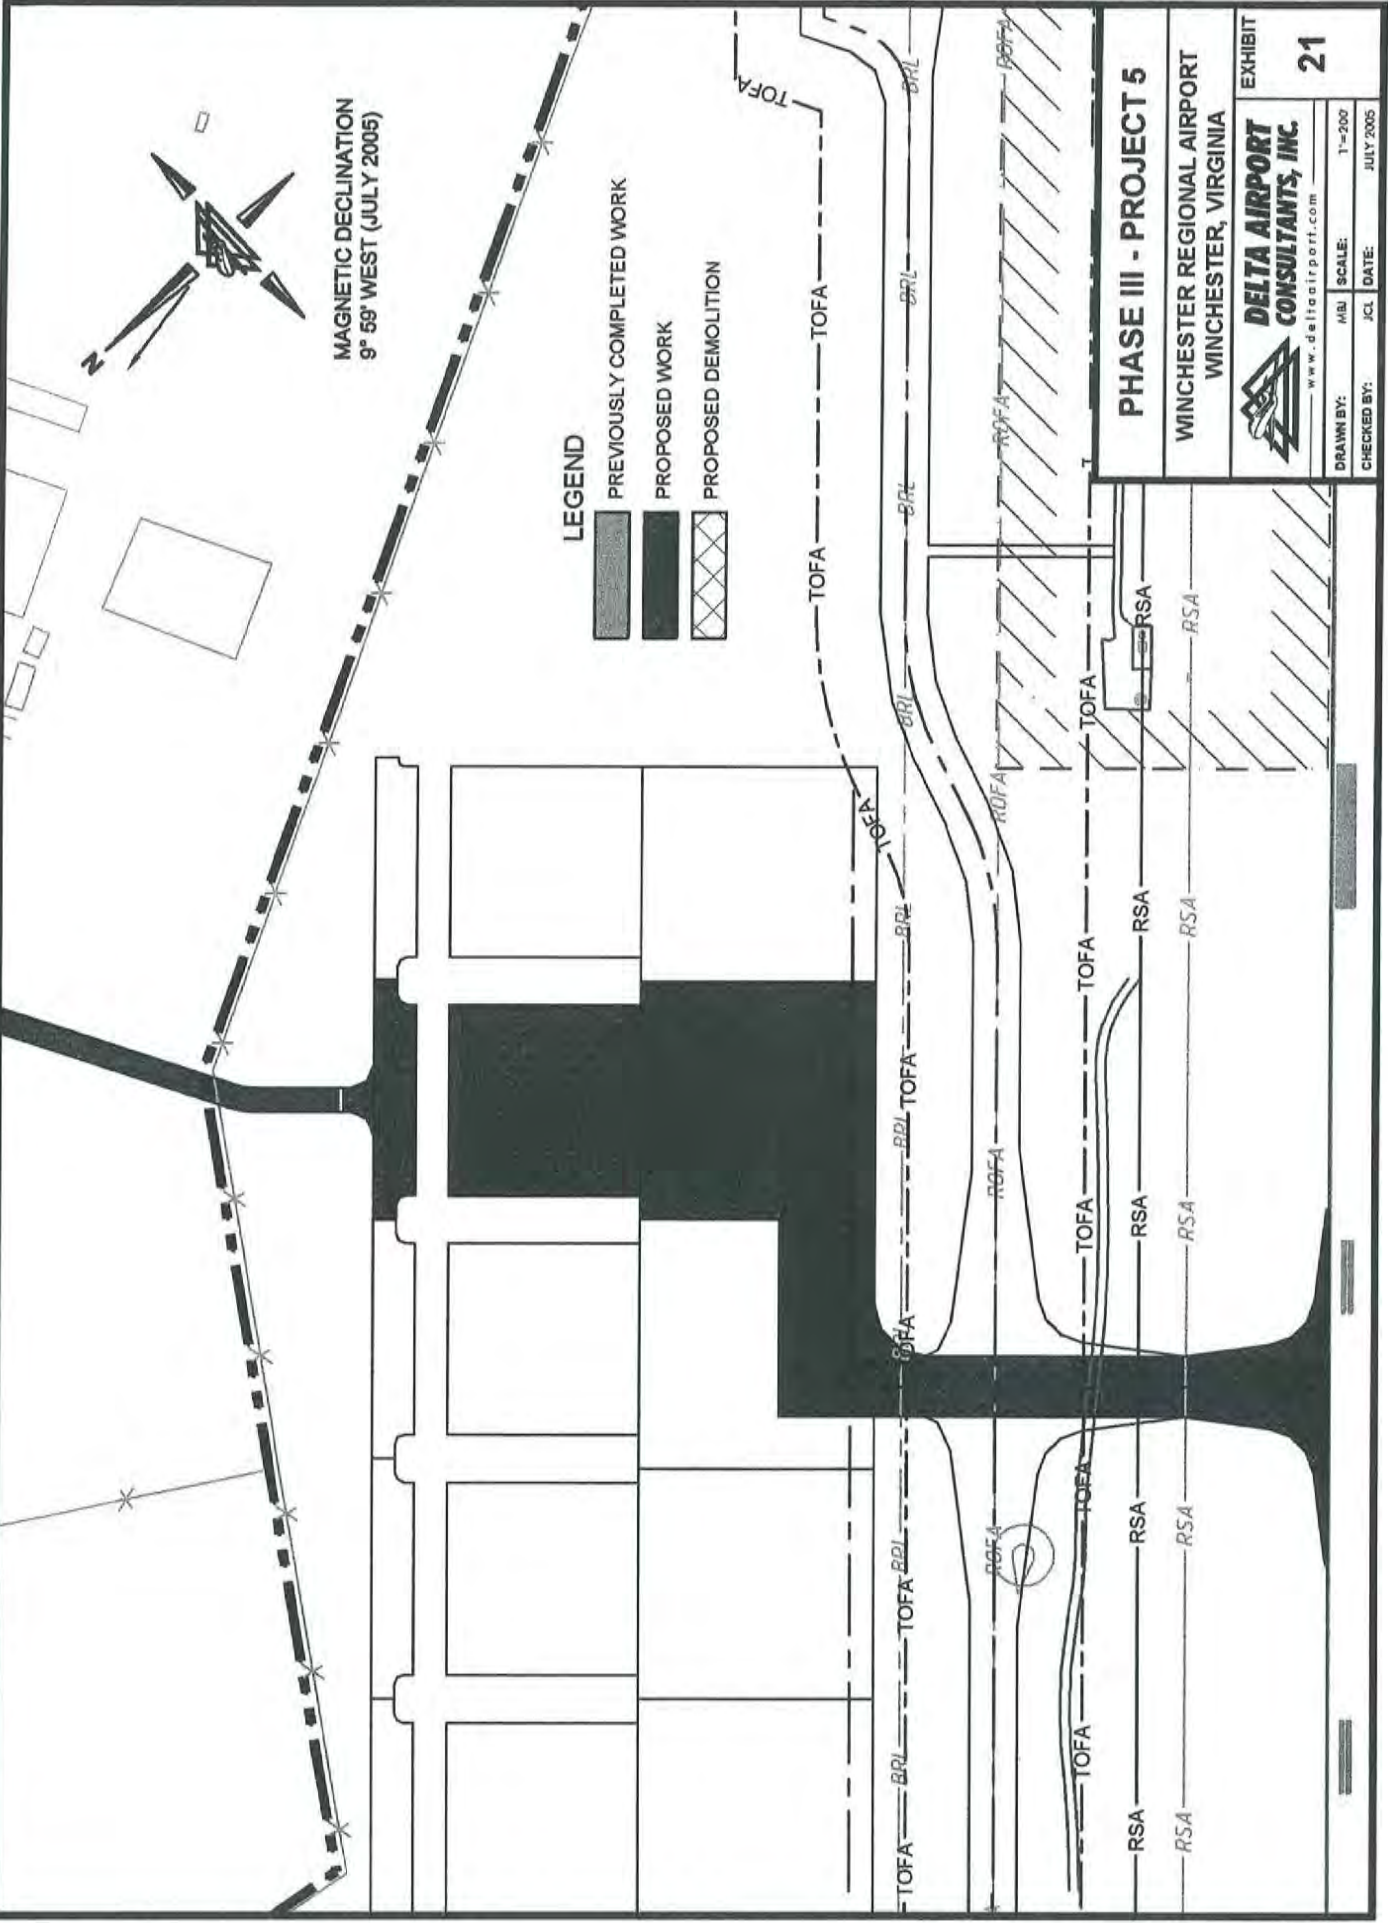 N
MAGNETIC DECLINATION
9° 59' WEST (JULY 2005)
LEGEND
PREVIOUSLY COMPLETED WORK
PROPOSED WORK
PROPOSED DEMOLITION
TOFA
TOFA
TOFA
TOFA
TOFA
TOFA
TOFA
TOFA
OFA
BRL
BRL
BRL
BRL
BRL
BRL
BRL
BRL
ROFA
ROFA
ROFA
ROFA
ROFA
TOFA
TOFA
TOFA
TOFA
TOFA
T
RSA
RSA
RSA
RSA
RSA
RSA
RSA
RSA
RSA
RSA
PHASE III - PROJECT 5
WINCHESTER REGIONAL AIRPORT
WINCHESTER, VIRGINIA
DELTA AIRPORT
CONSULTANTS, INC.
www.deltaairport.com
EXHIBIT
21
DRAWN BY: MBJ SCALE: 1"=200'
CHECKED BY: JCL DATE: JULY 2005